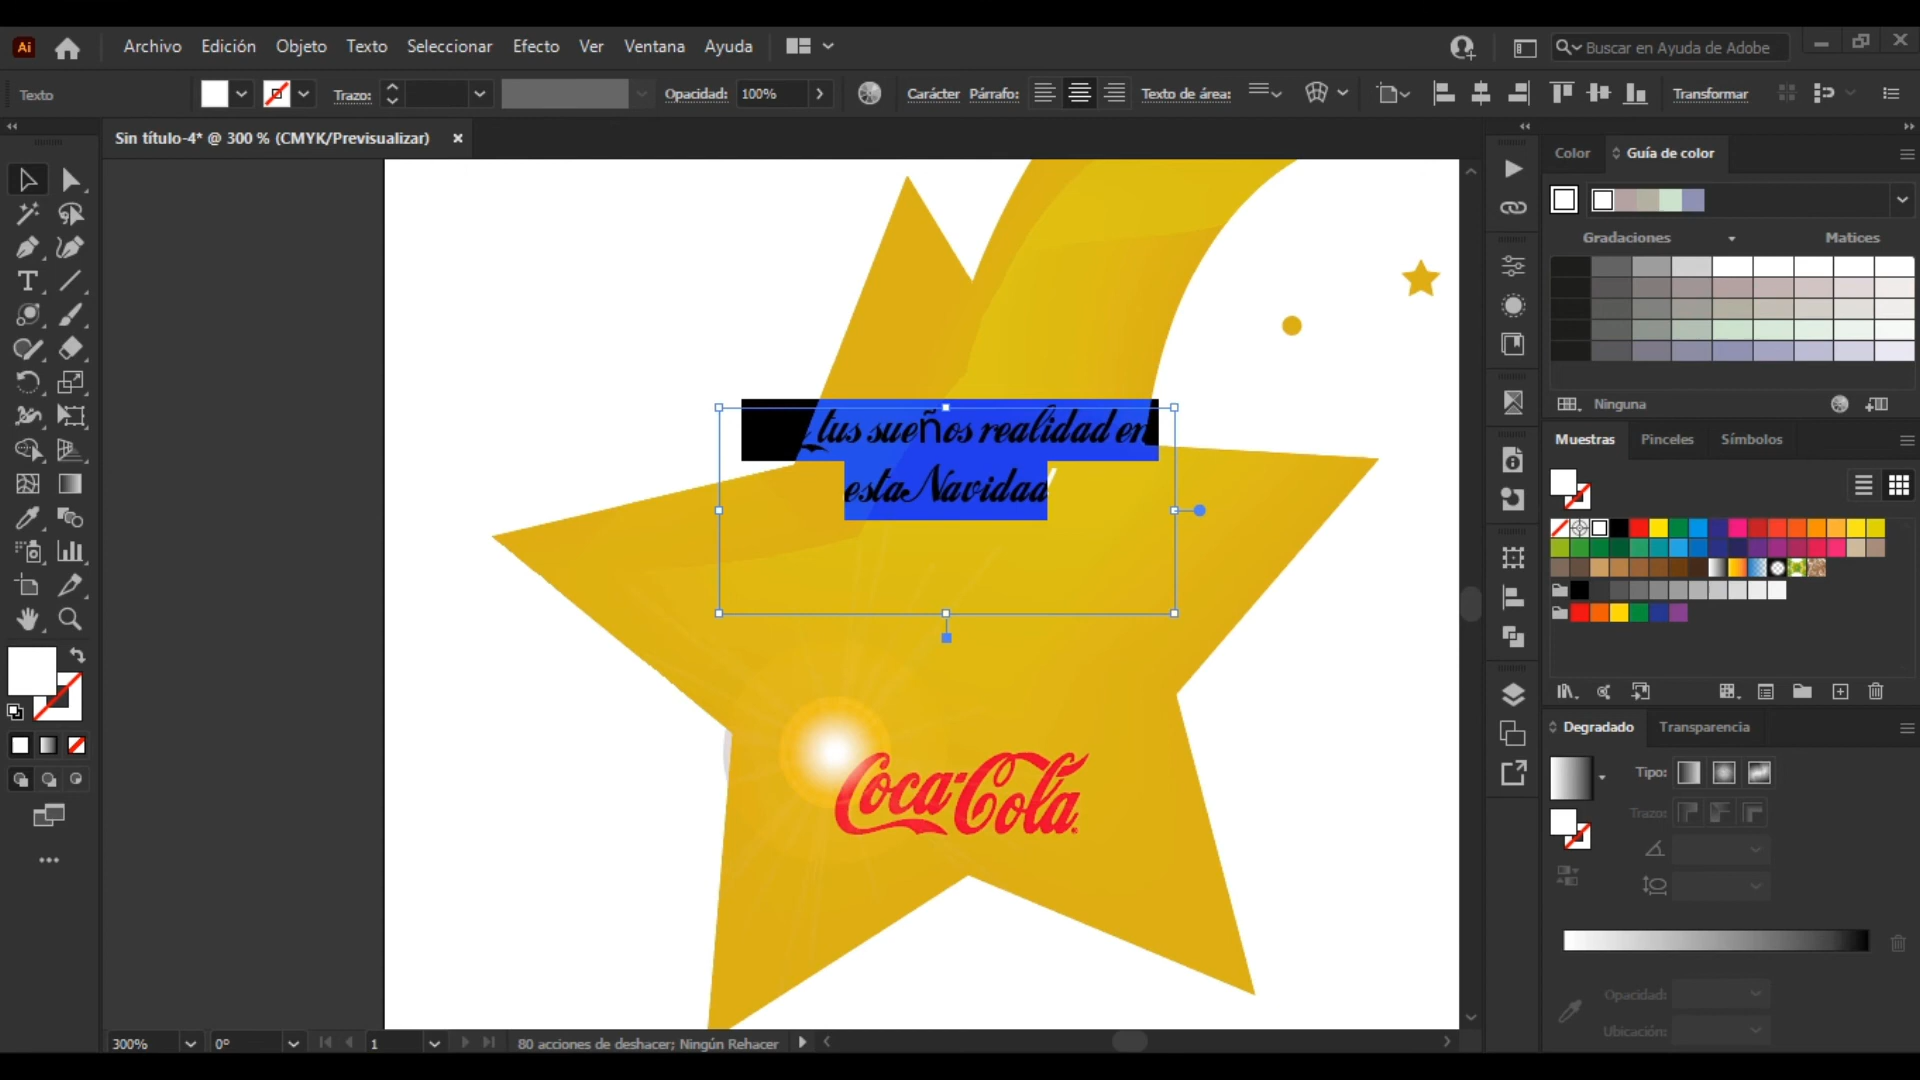 Ai
Archivo Edición Objeto Texto Seleccionar Efecto Ver Ventana Ayuda
Buscar en Ayuda de Adobe
Texto
Trazo:
Opacidad: 100%
Carácter Párrafo:
Texto de área:
Transformar
Sin título-4* @ 300 % (CMYK/Previsualizar)
Color Guía de color
Gradaciones Matices
Ninguna
Muestras Pinceles Símbolos
tus sueños realidad en
esta Navidad
Coca-Cola
Degradado Transparencia
Tipo:
Trazo:
Opacidad:
Ubicación:
300% 0° 1 80 acciones de deshacer; Ningún Rehacer